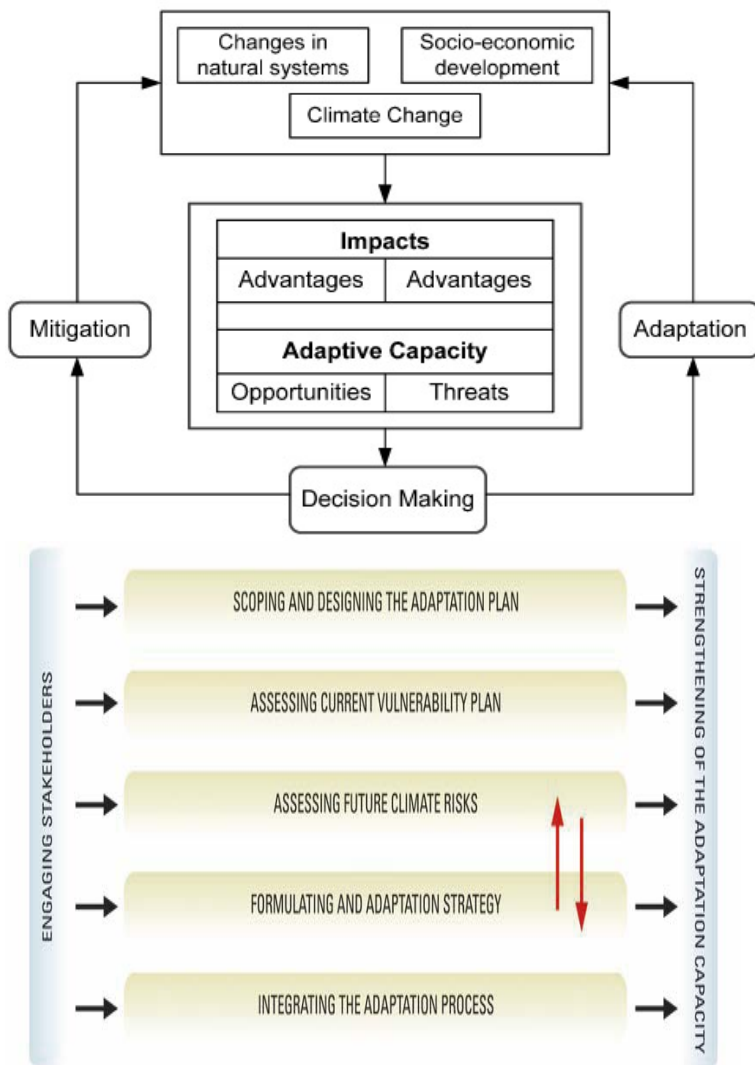 Changes in
natural systems
Socio-economic
development
Climate Change
Impacts
Advantages
Advantages
Mitigation
Adaptation
Adaptive Capacity
Opportunities
Threats
Decision Making
ENGAGING STAKEHOLDERS
SCOPING AND DESIGNING THE ADAPTATION PLAN
ASSESSING CURRENT VULNERABILITY PLAN
ASSESSING FUTURE CLIMATE RISKS
FORMULATING AND ADAPTATION STRATEGY
INTEGRATING THE ADAPTATION PROCESS
STRENGTHENING OF THE ADAPTATION CAPACITY